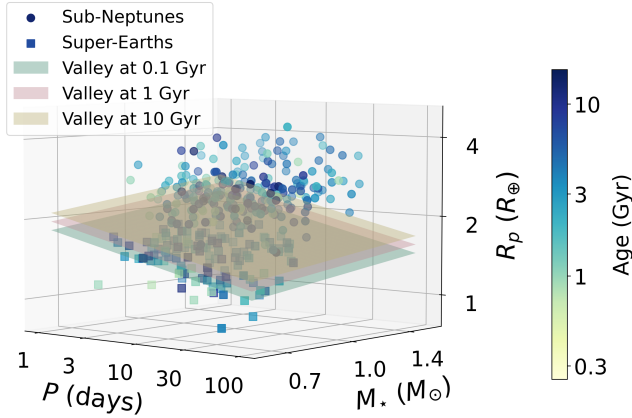 Sub-Neptunes
Super-Earths
Valley at 0.1 Gyr
Valley at 1 Gyr
Valley at 10 Gyr
4
2
1
R_p (R_⊕)
1
3
10
30
100
P (days)
0.7
1.0
1.4
M_⋆ (M_⊙)
10
3
1
0.3
Age (Gyr)